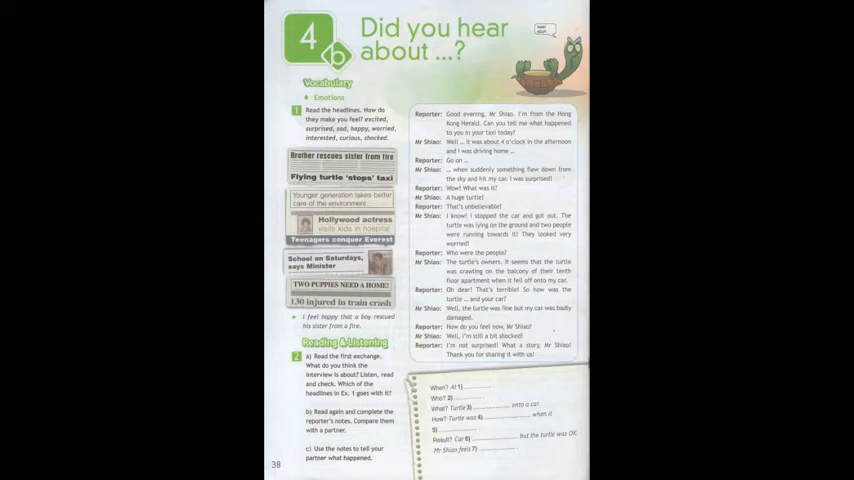 4
b
Did you hear
about ...?
Vocabulary
Emotions
1 Read the headlines. How do
they make you feel? excited,
surprised, sad, happy, worried,
interested, curious, shocked.
Brother rescues sister from fire
Flying turtle 'stops' taxi
Younger generation takes better
care of the environment
Hollywood actress
visits kids in hospital
Teenagers conquer Everest
School on Saturdays,
says Minister
TWO PUPPIES NEED A HOME!
130 injured in train crash
I feel happy that a boy rescued
his sister from a fire.
Reading & Listening
2 a) Read the first exchange.
What do you think the
interview is about? Listen, read
and check. Which of the
headlines in Ex. 1 goes with it?
b) Read again and complete the
reporter's notes. Compare them
with a partner.
c) Use the notes to tell your
partner what happened.
38
Reporter: Good evening, Mr Shiao. I'm from the Hong
Kong Herald. Can you tell me what happened
to you in your taxi today?
Mr Shiao: Well ... it was about 4 o'clock in the afternoon
and I was driving home ...
Reporter: Go on ...
Mr Shiao: ... when suddenly something flew down from
the sky and hit my car. I was surprised!
Reporter: Wow! What was it?
Mr Shiao: A huge turtle!
Reporter: That's unbelievable!
Mr Shiao: I know! I stopped the car and got out. The
turtle was lying on the ground and two people
were running towards it! They looked very
worried!
Reporter: Who were the people?
Mr Shiao: The turtle's owners. It seems that the turtle
was crawling on the balcony of their tenth
floor apartment when it fell off onto my car.
Reporter: Oh dear! That's terrible! So how was the
turtle ... and your car?
Mr Shiao: Well, the turtle was fine but my car was badly
damaged.
Reporter: How do you feel now, Mr Shiao?
Mr Shiao: Well, I'm still a bit shocked!
Reporter: I'm not surprised! What a story, Mr Shiao!
Thank you for sharing it with us!
When? At 1) ..........
Who? 2) ..........
What? Turtle 3) .......... onto a car.
How? Turtle was 4) .......... when it
5) ..........
Result? Car 6) .......... but the turtle was OK.
Mr Shiao feels 7) ..........